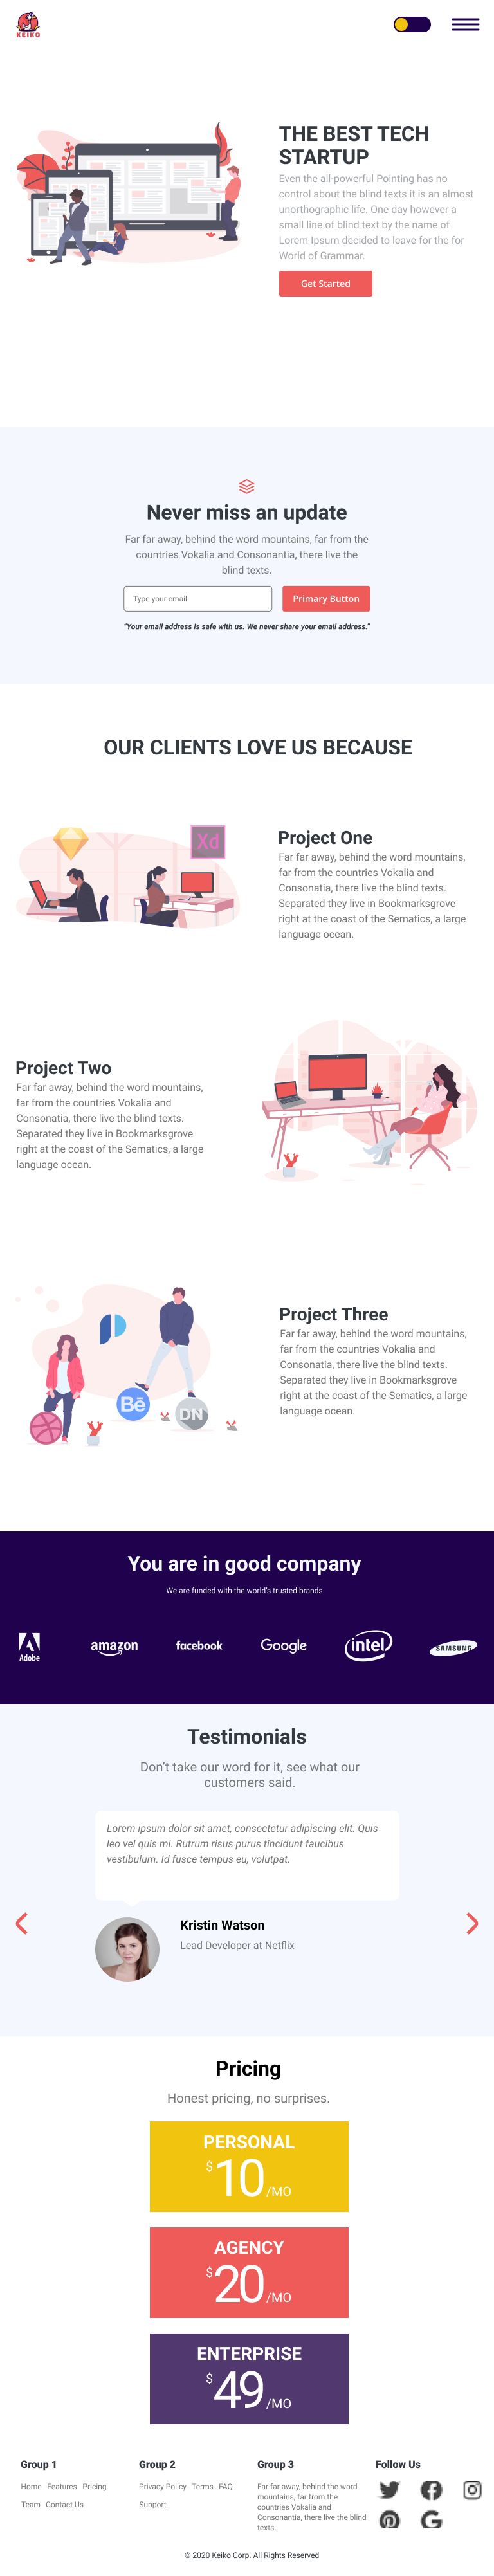 KEIKO
THE BEST TECH
STARTUP
Even the all-powerful Pointing has no
control about the blind texts it is an almost
unorthographic life. One day however a
small line of blind text by the name of
Lorem Ipsum decided to leave for the for
World of Grammar.
Get Started
Never miss an update
Far far away, behind the word mountains, far from the
countries Vokalia and Consonantia, there live the
blind texts.
Type your email
Primary Button
"Your email address is safe with us. We never share your email address."
OUR CLIENTS LOVE US BECAUSE
Xd
Project One
Far far away, behind the word mountains,
far from the countries Vokalia and
Consonatia, there live the blind texts.
Separated they live in Bookmarksgrove
right at the coast of the Sematics, a large
language ocean.
Project Two
Far far away, behind the word mountains,
far from the countries Vokalia and
Consonatia, there live the blind texts.
Separated they live in Bookmarksgrove
right at the coast of the Sematics, a large
language ocean.
Project Three
Far far away, behind the word mountains,
far from the countries Vokalia and
Consonatia, there live the blind texts.
Separated they live in Bookmarksgrove
right at the coast of the Sematics, a large
language ocean.
Bē
DN
You are in good company
We are funded with the world's trusted brands
Adobe
amazon
facebook
Google
intel
SAMSUNG
Testimonials
Don't take our word for it, see what our
customers said.
Lorem ipsum dolor sit amet, consectetur adipiscing elit. Quis
leo vel quis mi. Rutrum risus purus tincidunt faucibus
vestibulum. Id fusce tempus eu, volutpat.
Kristin Watson
Lead Developer at Netflix
Pricing
Honest pricing, no surprises.
PERSONAL
$10/MO
AGENCY
$20/MO
ENTERPRISE
$49/MO
Group 1
Home Features Pricing
Team Contact Us
Group 2
Privacy Policy Terms FAQ
Support
Group 3
Far far away, behind the word
mountains, far from the
countries Vokalia and
Consonantia, there live the blind
texts.
Follow Us
© 2020 Keiko Corp. All Rights Reserved